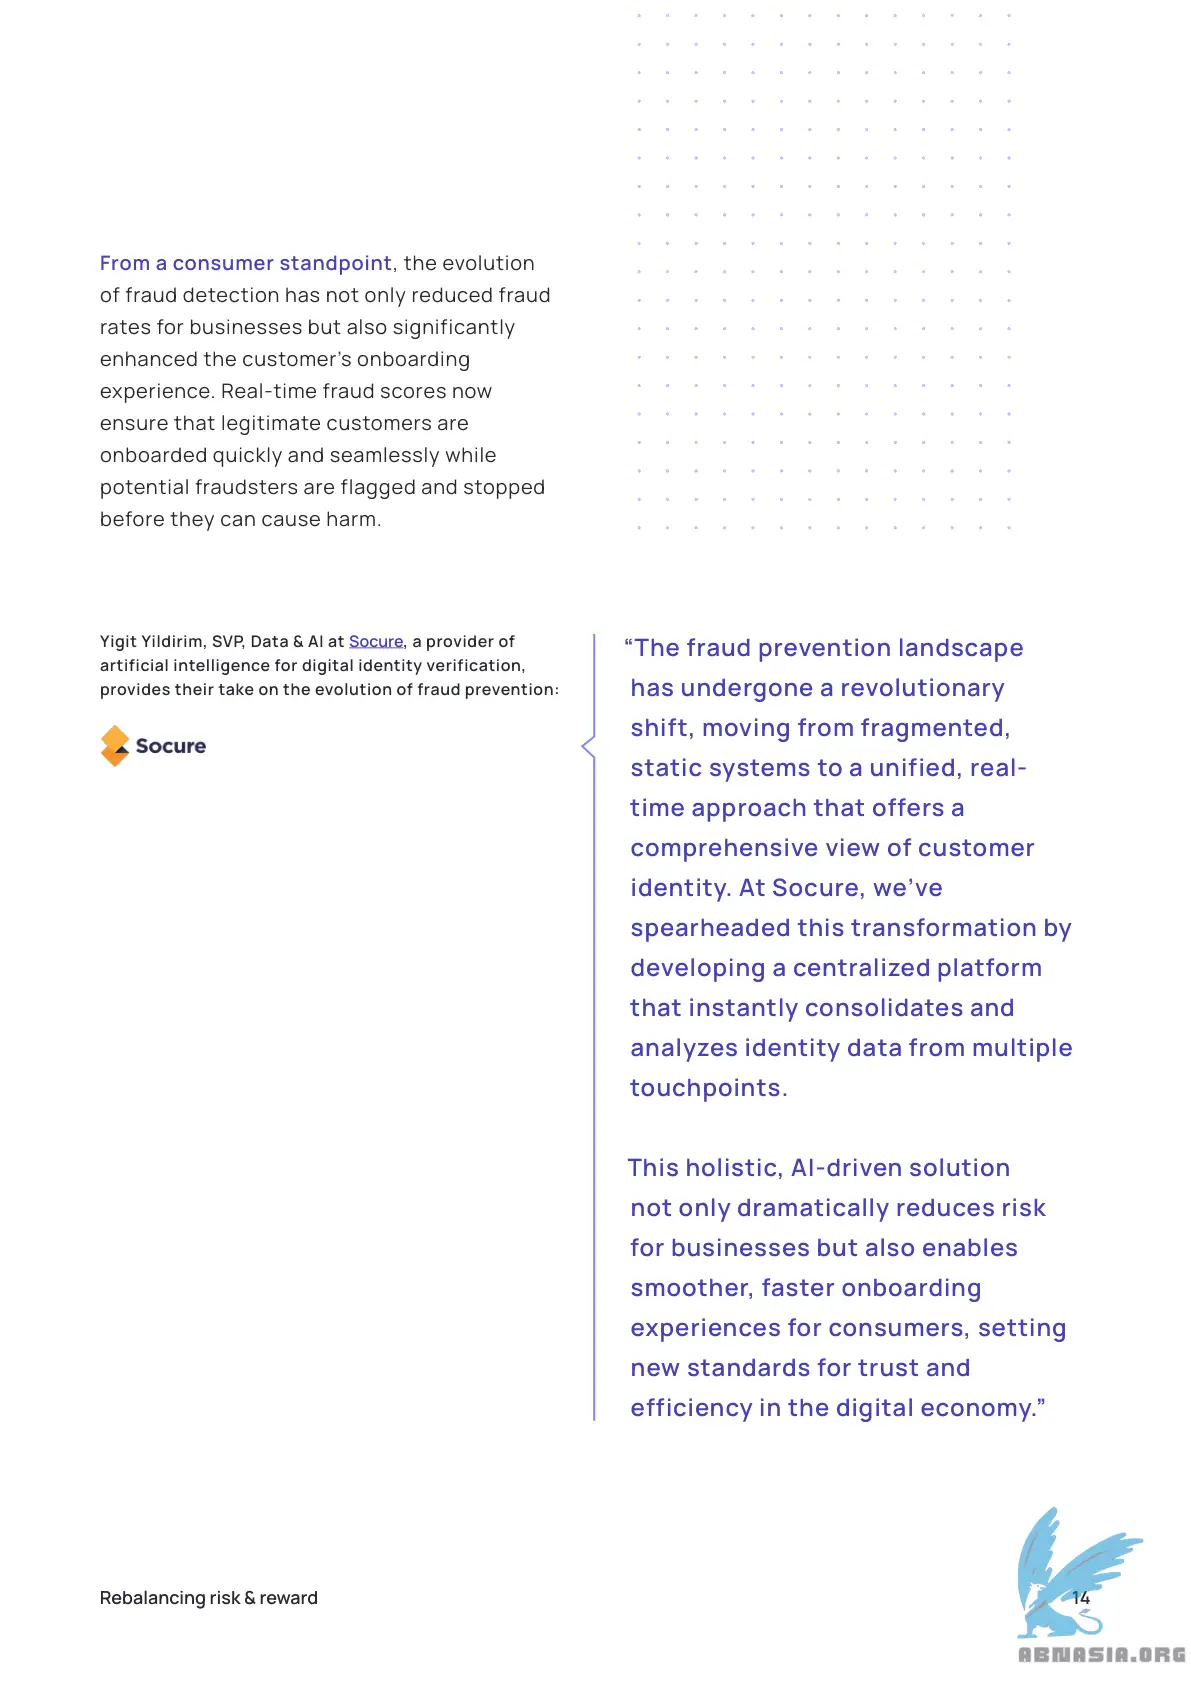 From a consumer standpoint, the evolution
of fraud detection has not only reduced fraud
rates for businesses but also significantly
enhanced the customer’s onboarding
experience. Real-time fraud scores now
ensure that legitimate customers are
onboarded quickly and seamlessly while
potential fraudsters are flagged and stopped
before they can cause harm.
Yigit Yildirim, SVP, Data & AI at Socure, a provider of
artificial intelligence for digital identity verification,
provides their take on the evolution of fraud prevention:
Socure
“The fraud prevention landscape
has undergone a revolutionary
shift, moving from fragmented,
static systems to a unified, real-
time approach that offers a
comprehensive view of customer
identity. At Socure, we’ve
spearheaded this transformation by
developing a centralized platform
that instantly consolidates and
analyzes identity data from multiple
touchpoints.
This holistic, AI-driven solution
not only dramatically reduces risk
for businesses but also enables
smoother, faster onboarding
experiences for consumers, setting
new standards for trust and
efficiency in the digital economy.”
Rebalancing risk & reward
14
ABNASIA.ORG